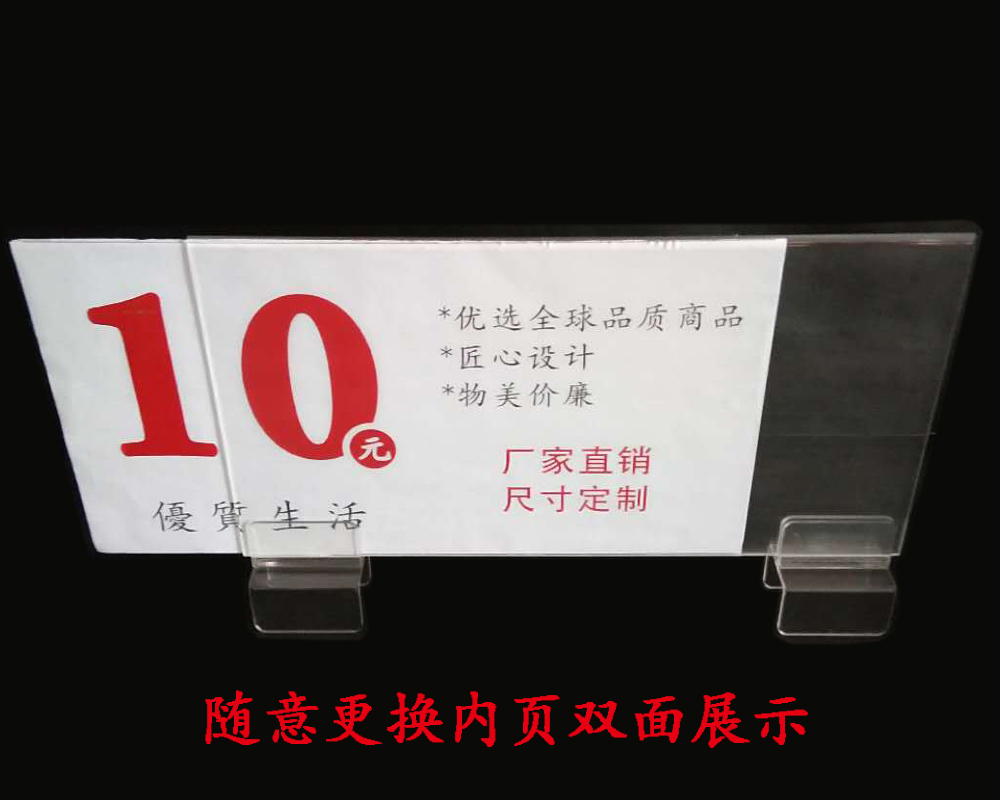 10元
優質生活
*优选全球品质商品
*匠心设计
*物美价廉
厂家直销
尺寸定制
随意更换内页双面展示